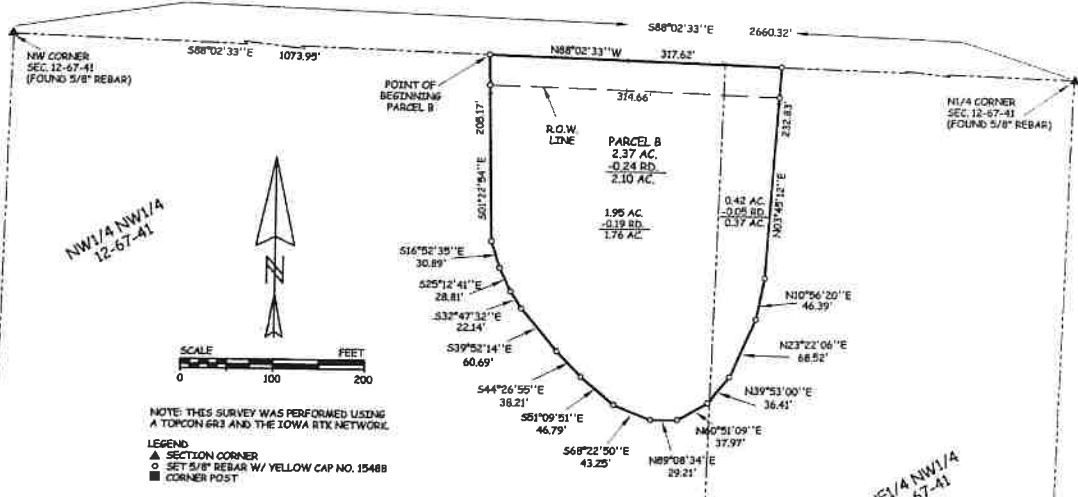 S88°02'33"E 2660.32'
S88°02'33"E 1073.95'
N88°02'33"W 317.62'
NW CORNER
SEC. 12-67-41
(FOUND 5/8" REBAR)
POINT OF
BEGINNING
PARCEL B
N1/4 CORNER
SEC. 12-67-41
(FOUND 5/8" REBAR)
314.66'
R.O.W.
LINE
208.17'
S01°22'54"E
232.83'
N03°45'12"E
PARCEL B
2.37 AC.
-0.24 RD.
2.10 AC.
1.95 AC.
-0.19 RD.
1.76 AC.
0.42 AC.
-0.05 RD.
0.37 AC.
NW1/4 NW1/4
12-67-41
N
S16°52'35"E
30.89'
S25°12'41"E
28.81'
S32°47'32"E
22.14'
S39°52'14"E
60.69'
S44°26'55"E
38.21'
S51°09'51"E
46.79'
S68°22'50"E
43.25'
N89°08'34"E
29.21'
N60°51'09"E
37.97'
N39°53'00"E
36.41'
N23°22'06"E
68.52'
N10°56'20"E
46.39'
SCALE FEET
0 100 200
NOTE: THIS SURVEY WAS PERFORMED USING
A TOPCON GR3 AND THE IOWA RTK NETWORK.
LEGEND
SECTION CORNER
SET 5/8" REBAR W/ YELLOW CAP NO. 15488
CORNER POST
NW1/4